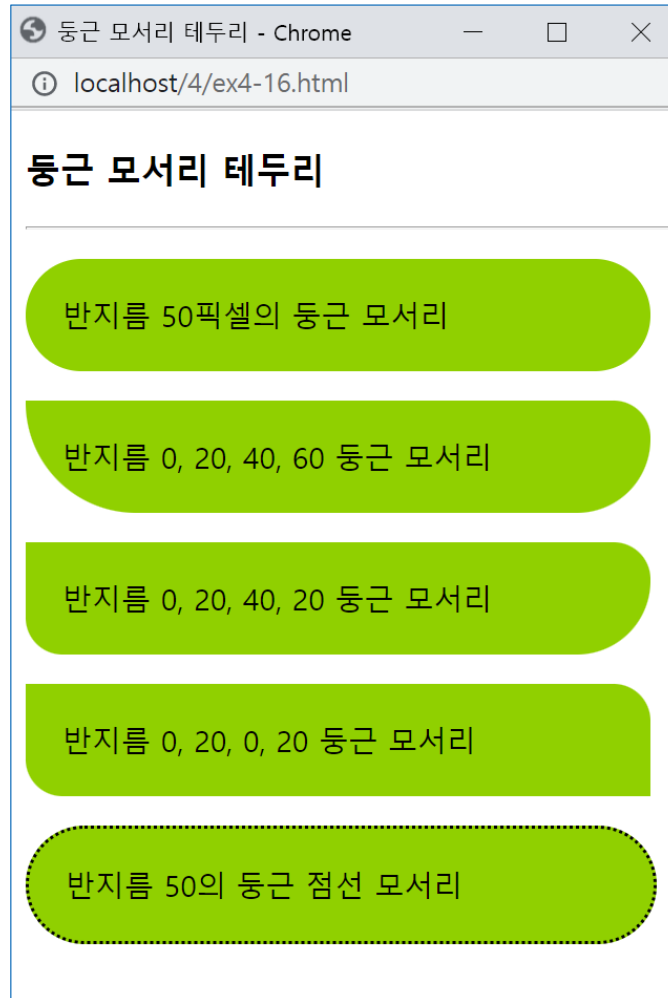 둥근 모서리 테두리 - Chrome
localhost/4/ex4-16.html
둥근 모서리 테두리
반지름 50픽셀의 둥근 모서리
반지름 0, 20, 40, 60 둥근 모서리
반지름 0, 20, 40, 20 둥근 모서리
반지름 0, 20, 0, 20 둥근 모서리
반지름 50의 둥근 점선 모서리